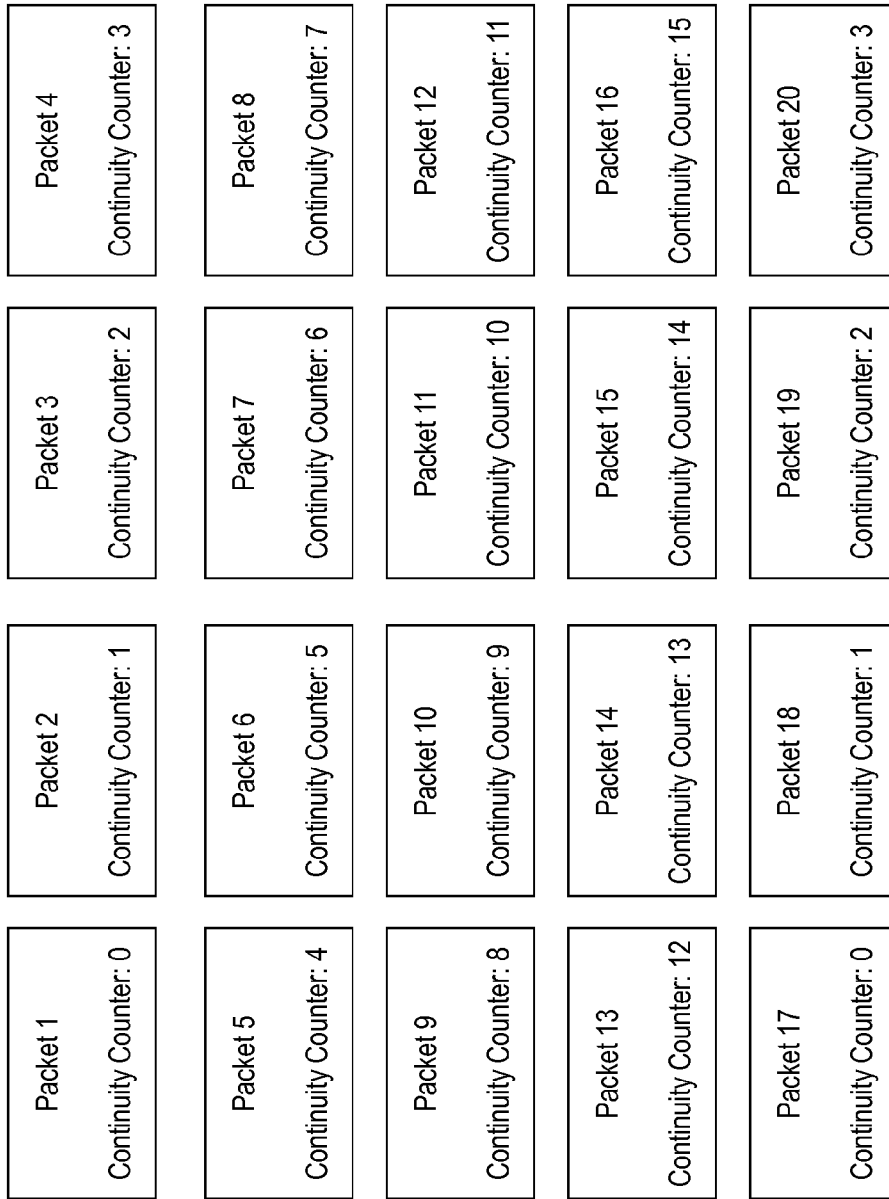 Packet 1
Continuity Counter: 0
Packet 2
Continuity Counter: 1
Packet 3
Continuity Counter: 2
Packet 4
Continuity Counter: 3
Packet 5
Continuity Counter: 4
Packet 6
Continuity Counter: 5
Packet 7
Continuity Counter: 6
Packet 8
Continuity Counter: 7
Packet 9
Continuity Counter: 8
Packet 10
Continuity Counter: 9
Packet 11
Continuity Counter: 10
Packet 12
Continuity Counter: 11
Packet 13
Continuity Counter: 12
Packet 14
Continuity Counter: 13
Packet 15
Continuity Counter: 14
Packet 16
Continuity Counter: 15
Packet 17
Continuity Counter: 0
Packet 18
Continuity Counter: 1
Packet 19
Continuity Counter: 2
Packet 20
Continuity Counter: 3